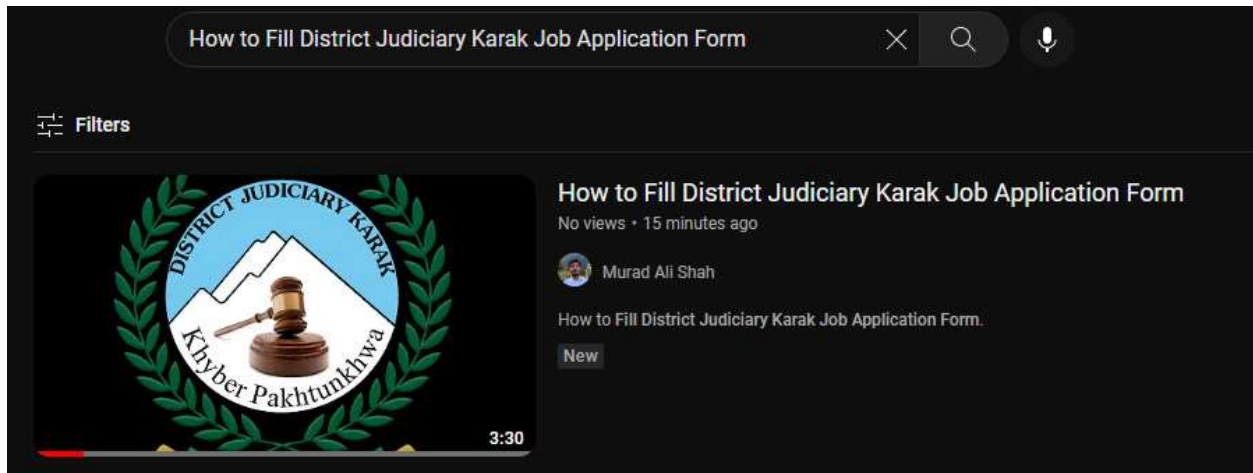 How to Fill District Judiciary Karak Job Application Form
Filters
DISTRICT JUDICIARY KARAK
Khyber Pakhtunkhwa
3:30
How to Fill District Judiciary Karak Job Application Form
No views • 15 minutes ago
Murad Ali Shah
How to Fill District Judiciary Karak Job Application Form.
New